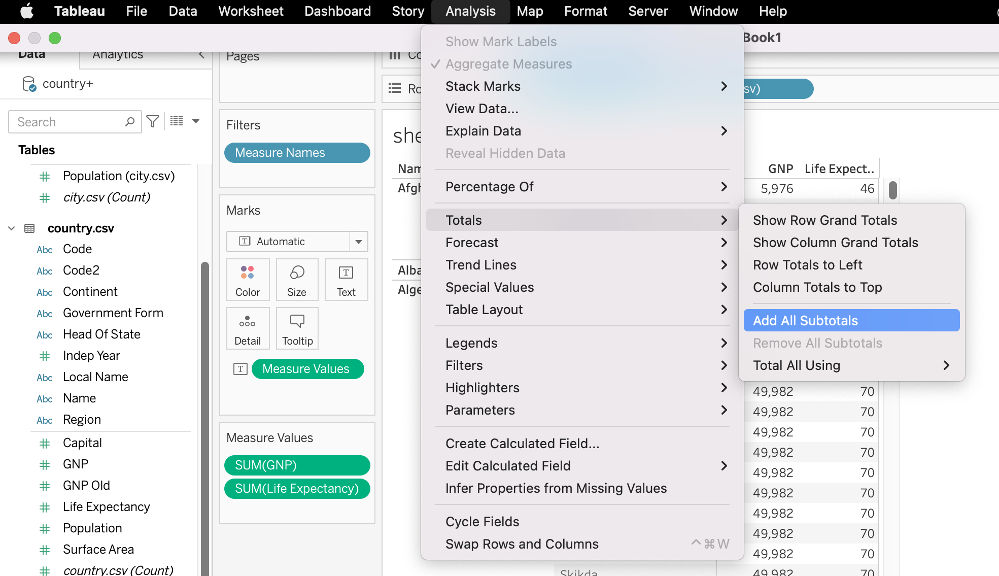 Tableau File Data Worksheet Dashboard Story Analysis Map Format Server Window Help
Book1
Data Analytics
country+
Search
Tables
# Population (city.csv)
# city.csv (Count)
country.csv
Abc Code
Abc Code2
Abc Continent
Abc Government Form
Abc Head Of State
# Indep Year
Abc Local Name
Abc Name
Abc Region
# Capital
# GNP
# GNP Old
# Life Expectancy
# Population
# Surface Area
# country.csv (Count)
Pages
Filters
Measure Names
Marks
T Automatic
Color Size T Text
Detail Tooltip
T Measure Values
Measure Values
SUM(GNP)
SUM(Life Expectancy)
Co
Ro
sv)
she
Nam
Afgh
Alba
Alge
Show Mark Labels
✓ Aggregate Measures
Stack Marks
View Data...
Explain Data
Reveal Hidden Data
Percentage Of
Totals
Forecast
Trend Lines
Special Values
Table Layout
Legends
Filters
Highlighters
Parameters
Create Calculated Field...
Edit Calculated Field
Infer Properties from Missing Values
Cycle Fields
Swap Rows and Columns ^⌘W
Show Row Grand Totals
Show Column Grand Totals
Row Totals to Left
Column Totals to Top
Add All Subtotals
Remove All Subtotals
Total All Using
GNP Life Expect..
5,976 46
49,982 70
49,982 70
49,982 70
49,982 70
49,982 70
49,982 70
49,982 70
49,982 70
49,982 70
Skikda 49,982 70